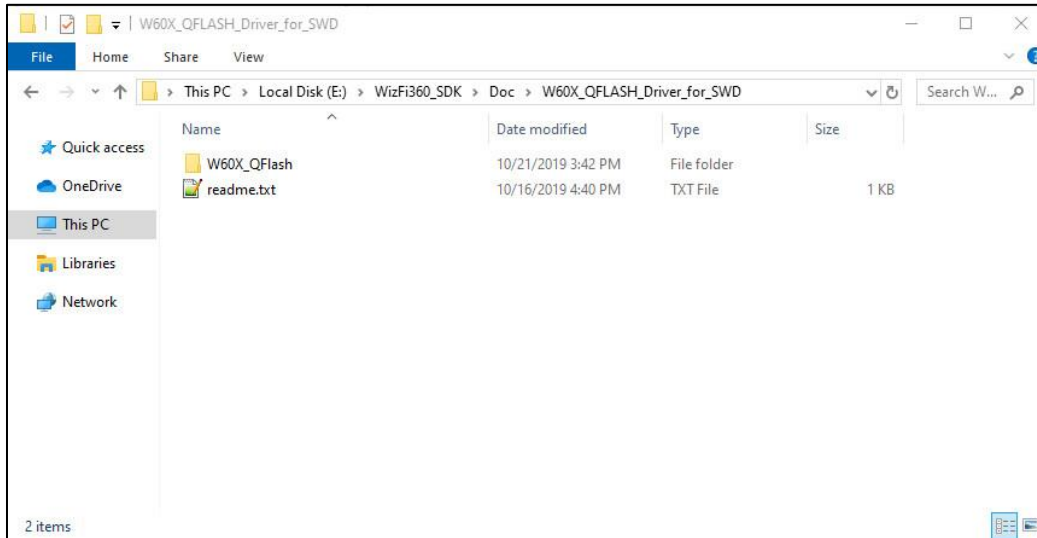 W60X_QFLASH_Driver_for_SWD
File Home Share View
This PC > Local Disk (E:) > WizFi360_SDK > Doc > W60X_QFLASH_Driver_for_SWD Search W...
Name Date modified Type Size
Quick access
OneDrive
This PC
Libraries
Network
W60X_QFlash 10/21/2019 3:42 PM File folder
readme.txt 10/16/2019 4:40 PM TXT File 1 KB
2 items